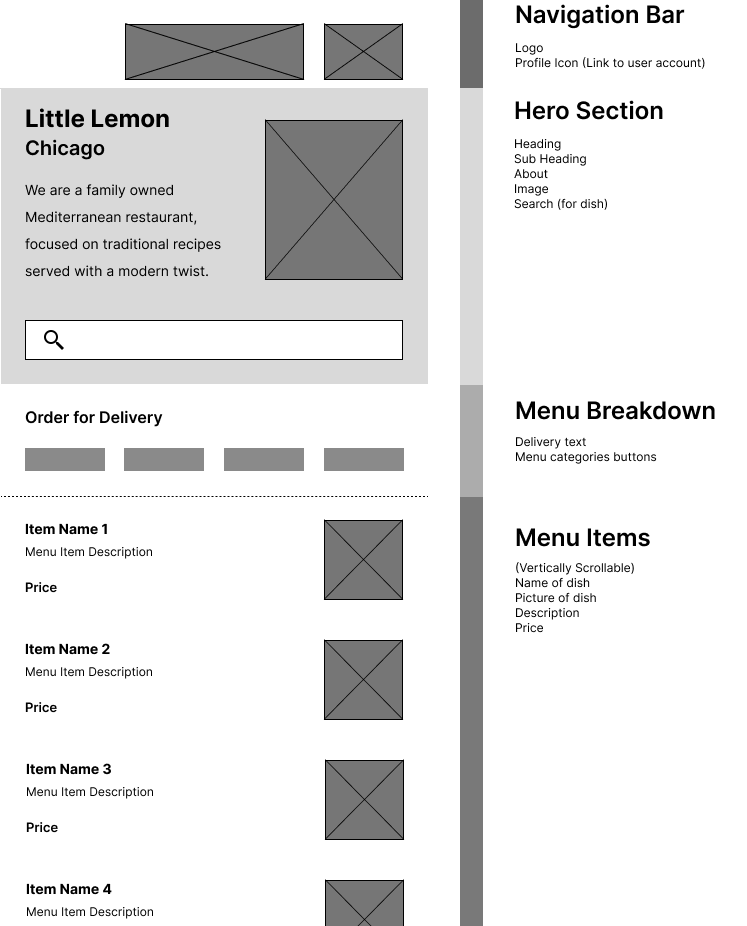 Little Lemon
Chicago
We are a family owned
Mediterranean restaurant,
focused on traditional recipes
served with a modern twist.
Order for Delivery
Item Name 1
Menu Item Description
Price
Item Name 2
Menu Item Description
Price
Item Name 3
Menu Item Description
Price
Item Name 4
Menu Item Description
Navigation Bar
Logo
Profile Icon (Link to user account)
Hero Section
Heading
Sub Heading
About
Image
Search (for dish)
Menu Breakdown
Delivery text
Menu categories buttons
Menu Items
(Vertically Scrollable)
Name of dish
Picture of dish
Description
Price